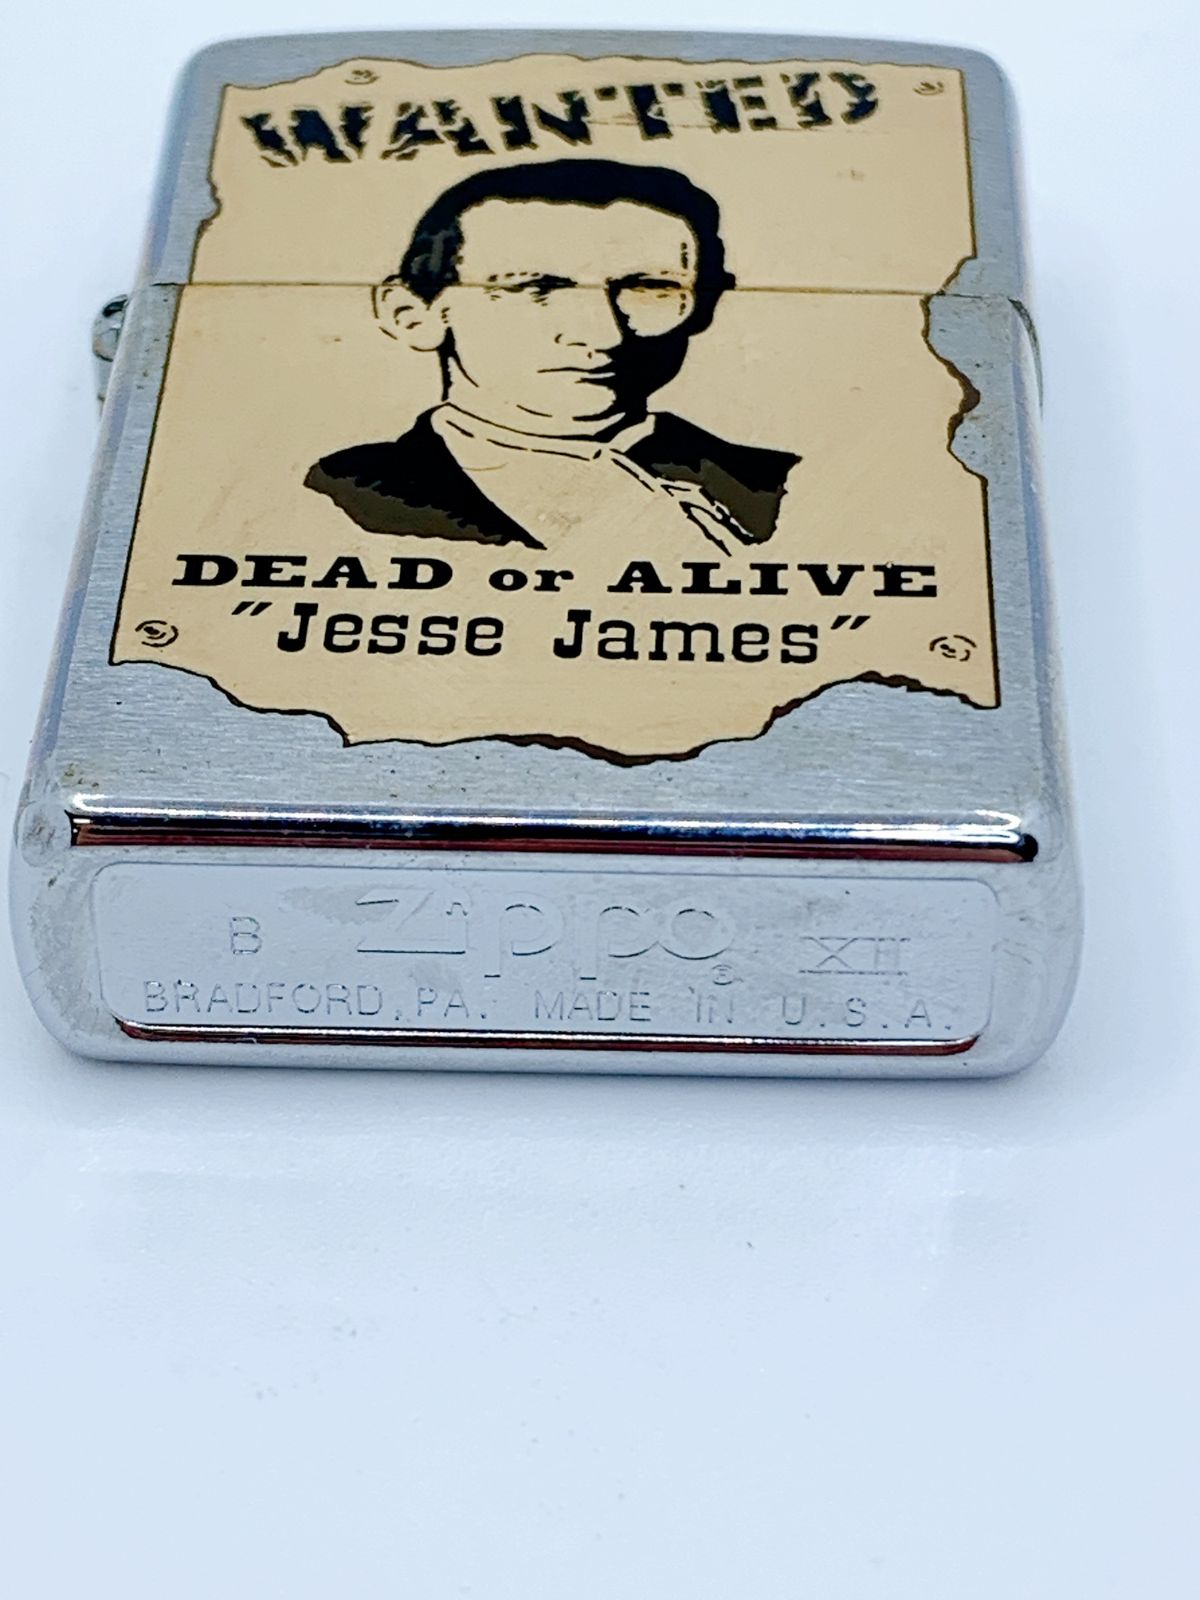 WANTED
DEAD or ALIVE
"Jesse James"
B Zippo® XII
BRADFORD, PA. MADE IN U.S.A.